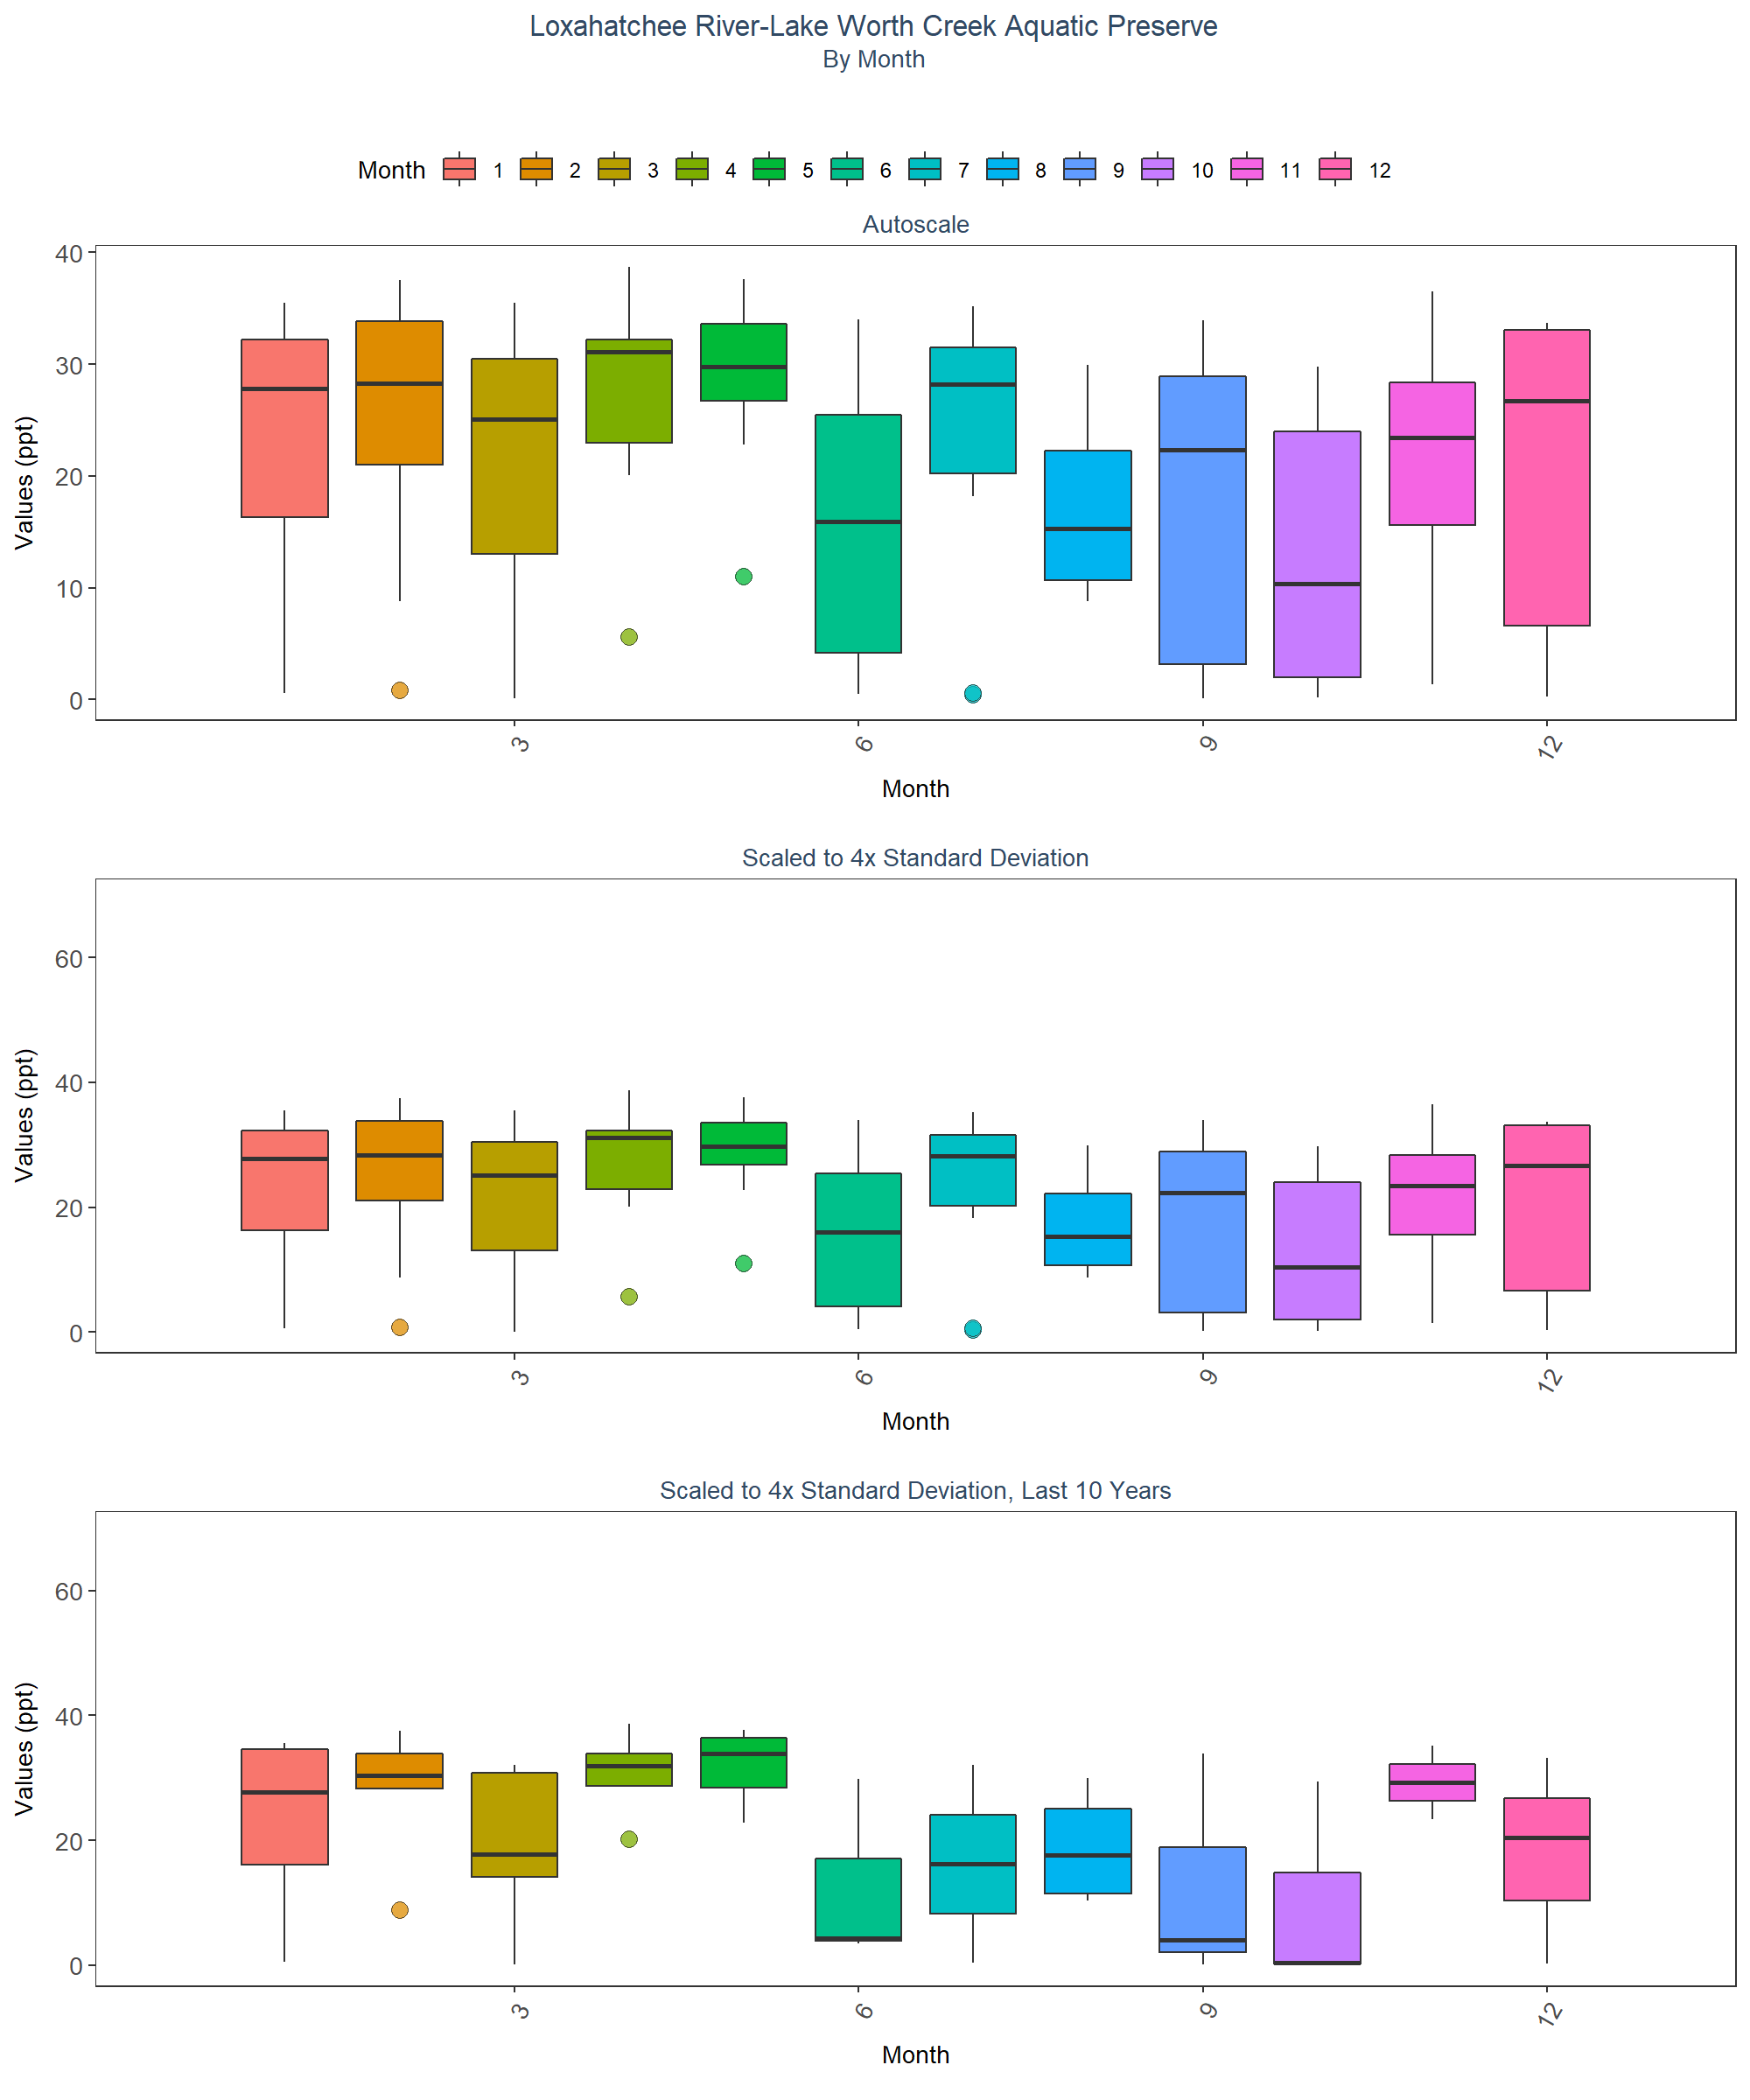 Loxahatchee River-Lake Worth Creek Aquatic Preserve
By Month
Month 1 2 3 4 5 6 7 8 9 10 11 12
Autoscale
Values (ppt)
40
30
20
10
0
3 6 9 12
Month
Scaled to 4x Standard Deviation
Values (ppt)
60
40
20
0
3 6 9 12
Month
Scaled to 4x Standard Deviation, Last 10 Years
Values (ppt)
60
40
20
0
3 6 9 12
Month